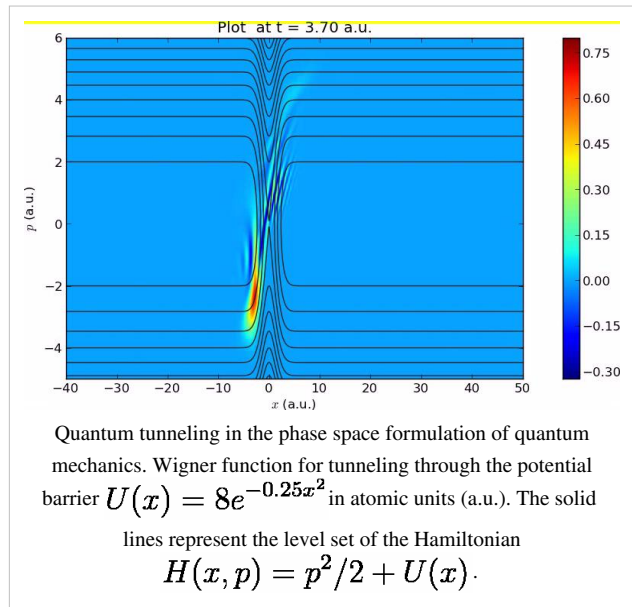 Plot at t = 3.70 a.u.
6
4
2
0
−2
−4
p (a.u.)
−40 −30 −20 −10 0 10 20 30 40 50
x (a.u.)
0.75
0.60
0.45
0.30
0.15
0.00
−0.15
−0.30
Quantum tunneling in the phase space formulation of quantum
mechanics. Wigner function for tunneling through the potential
barrier U(x) = 8e^{−0.25x^2} in atomic units (a.u.). The solid
lines represent the level set of the Hamiltonian
H(x, p) = p^2/2 + U(x).